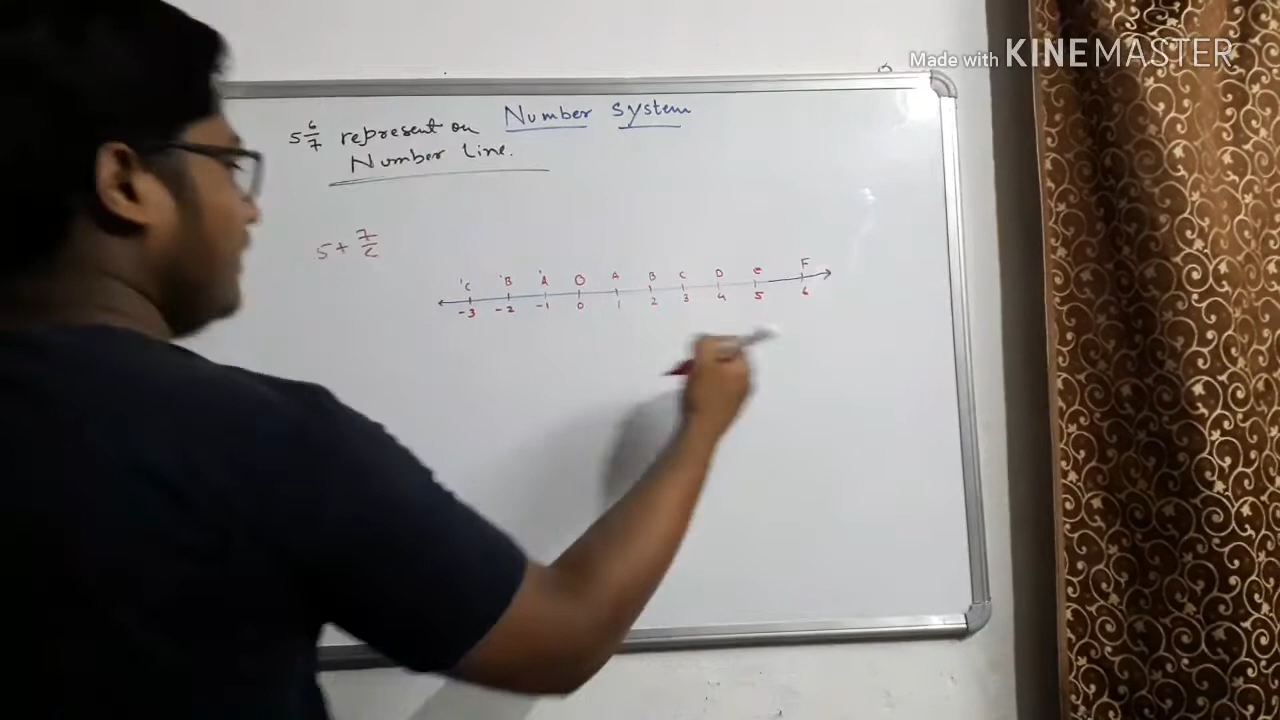 Made with KINEMASTER
Number system
5 6/7 represent on
Number Line.
5+ 7/6
'C 'B 'A O A B C D e F
-3 -2 -1 0 1 2 3 4 5 6